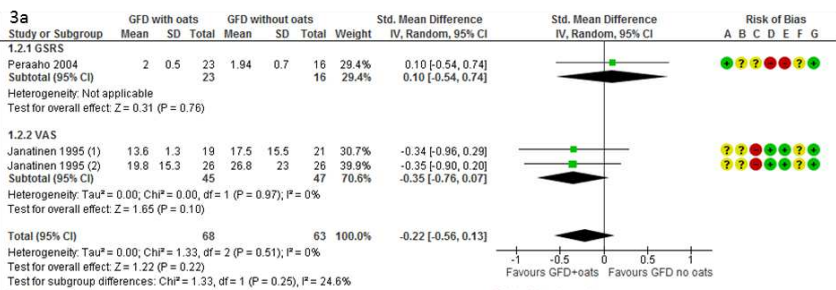 3a
GFD with oats GFD without oats Std. Mean Difference Std. Mean Difference Risk of Bias
Study or Subgroup Mean SD Total Mean SD Total Weight IV, Random, 95% CI IV, Random, 95% CI A B C D E F G
1.2.1 GSRS
Peraaho 2004 2 0.5 23 1.94 0.7 16 29.4% 0.10 [-0.54, 0.74] + ? ? - - ? +
Subtotal (95% CI) 23 16 29.4% 0.10 [-0.54, 0.74]
Heterogeneity: Not applicable
Test for overall effect: Z = 0.31 (P = 0.76)
1.2.2 VAS
Janatinen 1995 (1) 13.6 1.3 19 17.5 15.5 21 30.7% -0.34 [-0.96, 0.29] ? ? - + + ? +
Janatinen 1995 (2) 19.8 15.3 26 26.8 23 26 39.9% -0.35 [-0.90, 0.20] ? ? - + + ? +
Subtotal (95% CI) 45 47 70.6% -0.35 [-0.76, 0.07]
Heterogeneity: Tau² = 0.00; Chi² = 0.00, df = 1 (P = 0.97); I² = 0%
Test for overall effect: Z = 1.65 (P = 0.10)
Total (95% CI) 68 63 100.0% -0.22 [-0.56, 0.13]
Heterogeneity: Tau² = 0.00; Chi² = 1.33, df = 2 (P = 0.51); I² = 0%
Test for overall effect: Z = 1.22 (P = 0.22)
Test for subgroup differences: Chi² = 1.33, df = 1 (P = 0.25), I² = 24.6%
-1 -0.5 0 0.5 1
Favours GFD+oats Favours GFD no oats